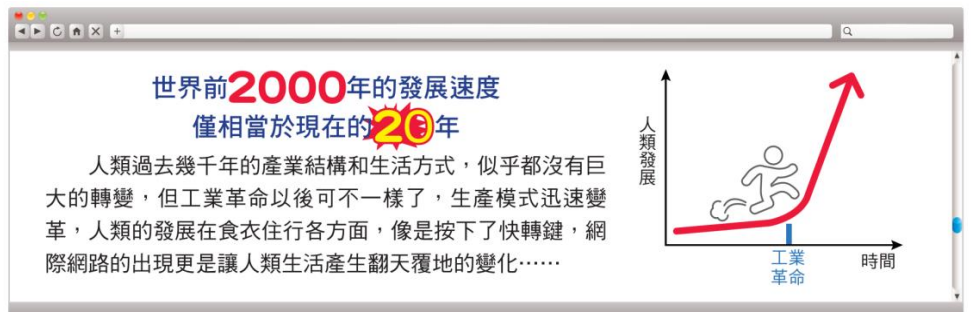 世界前2000年的發展速度
僅相當於現在的20年
人類過去幾千年的產業結構和生活方式，似乎都沒有巨
大的轉變，但工業革命以後可不一樣了，生產模式迅速變
革，人類的發展在食衣住行各方面，像是按下了快轉鍵，網
際網路的出現更是讓人類生活產生翻天覆地的變化⋯⋯
人類發展
工業
革命
時間